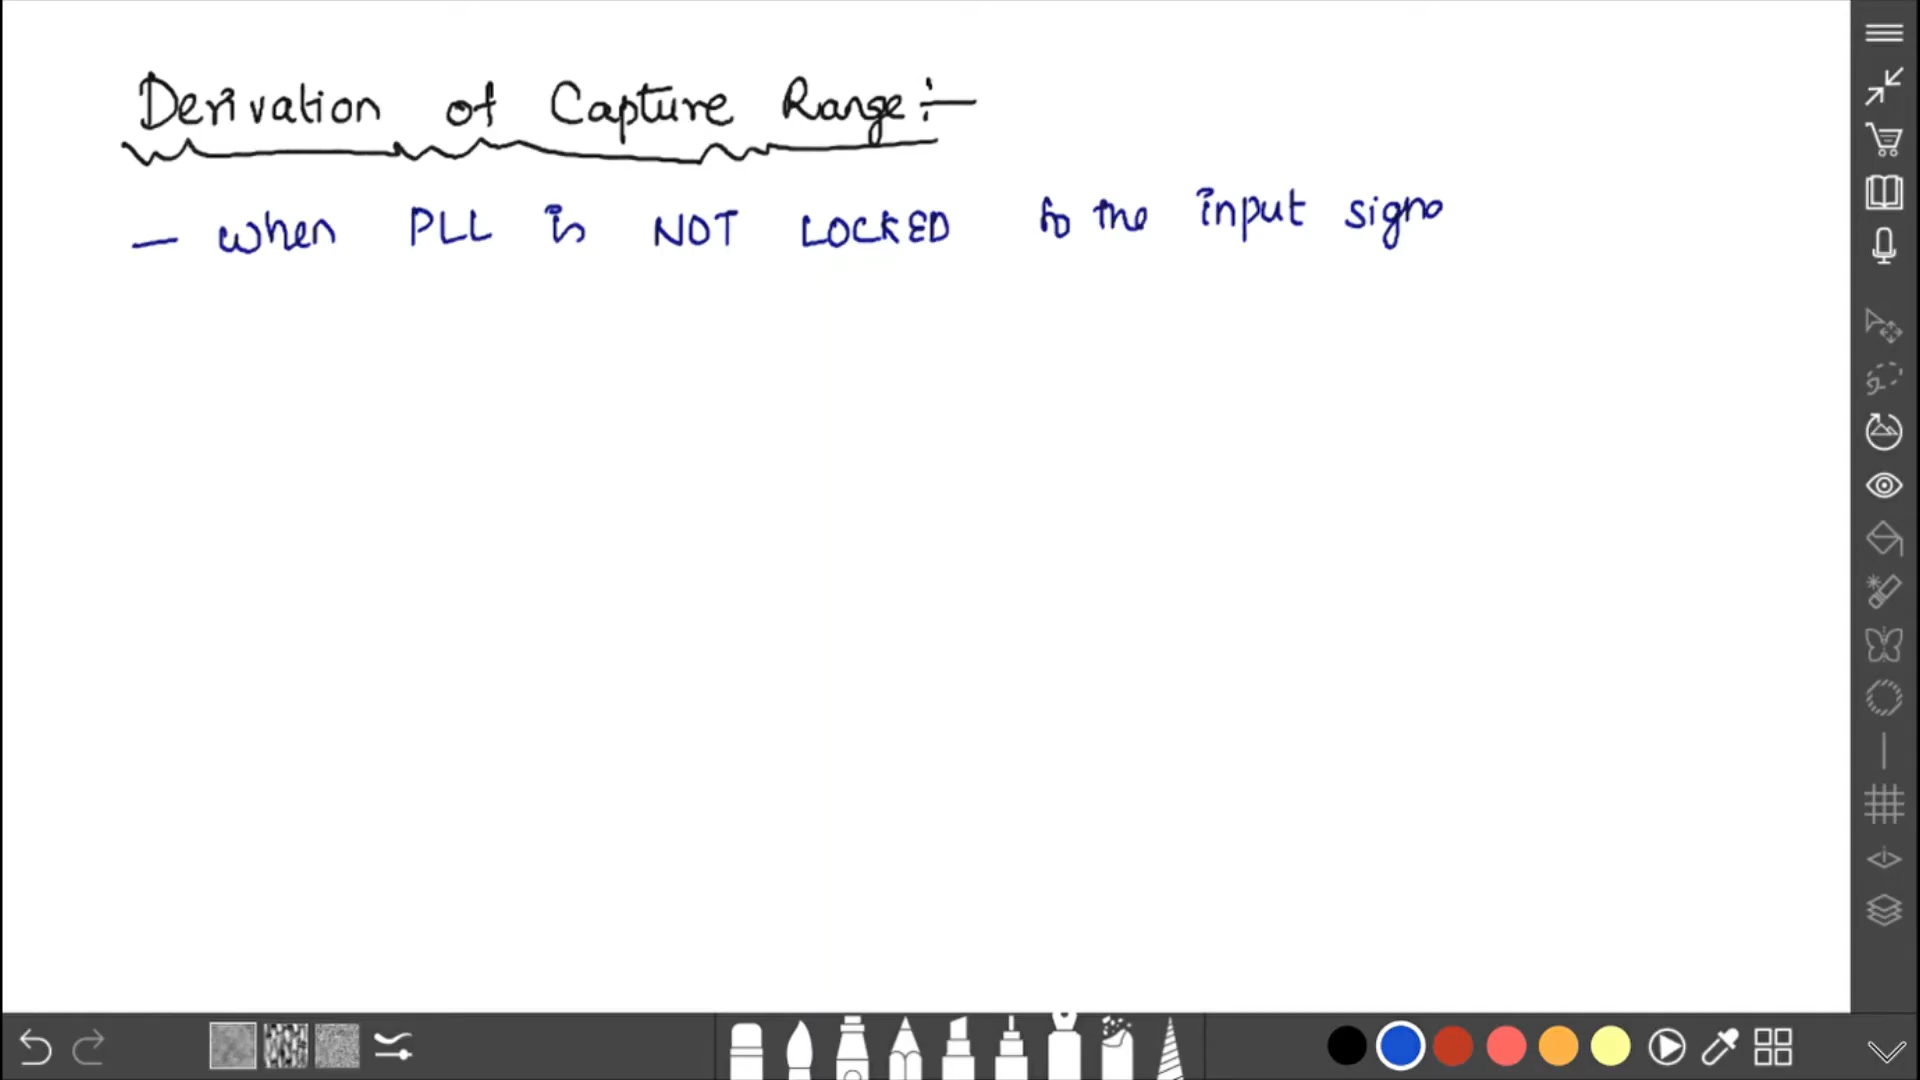 Derivation of Capture Range :-
- when PLL is NOT LOCKED to the input signa